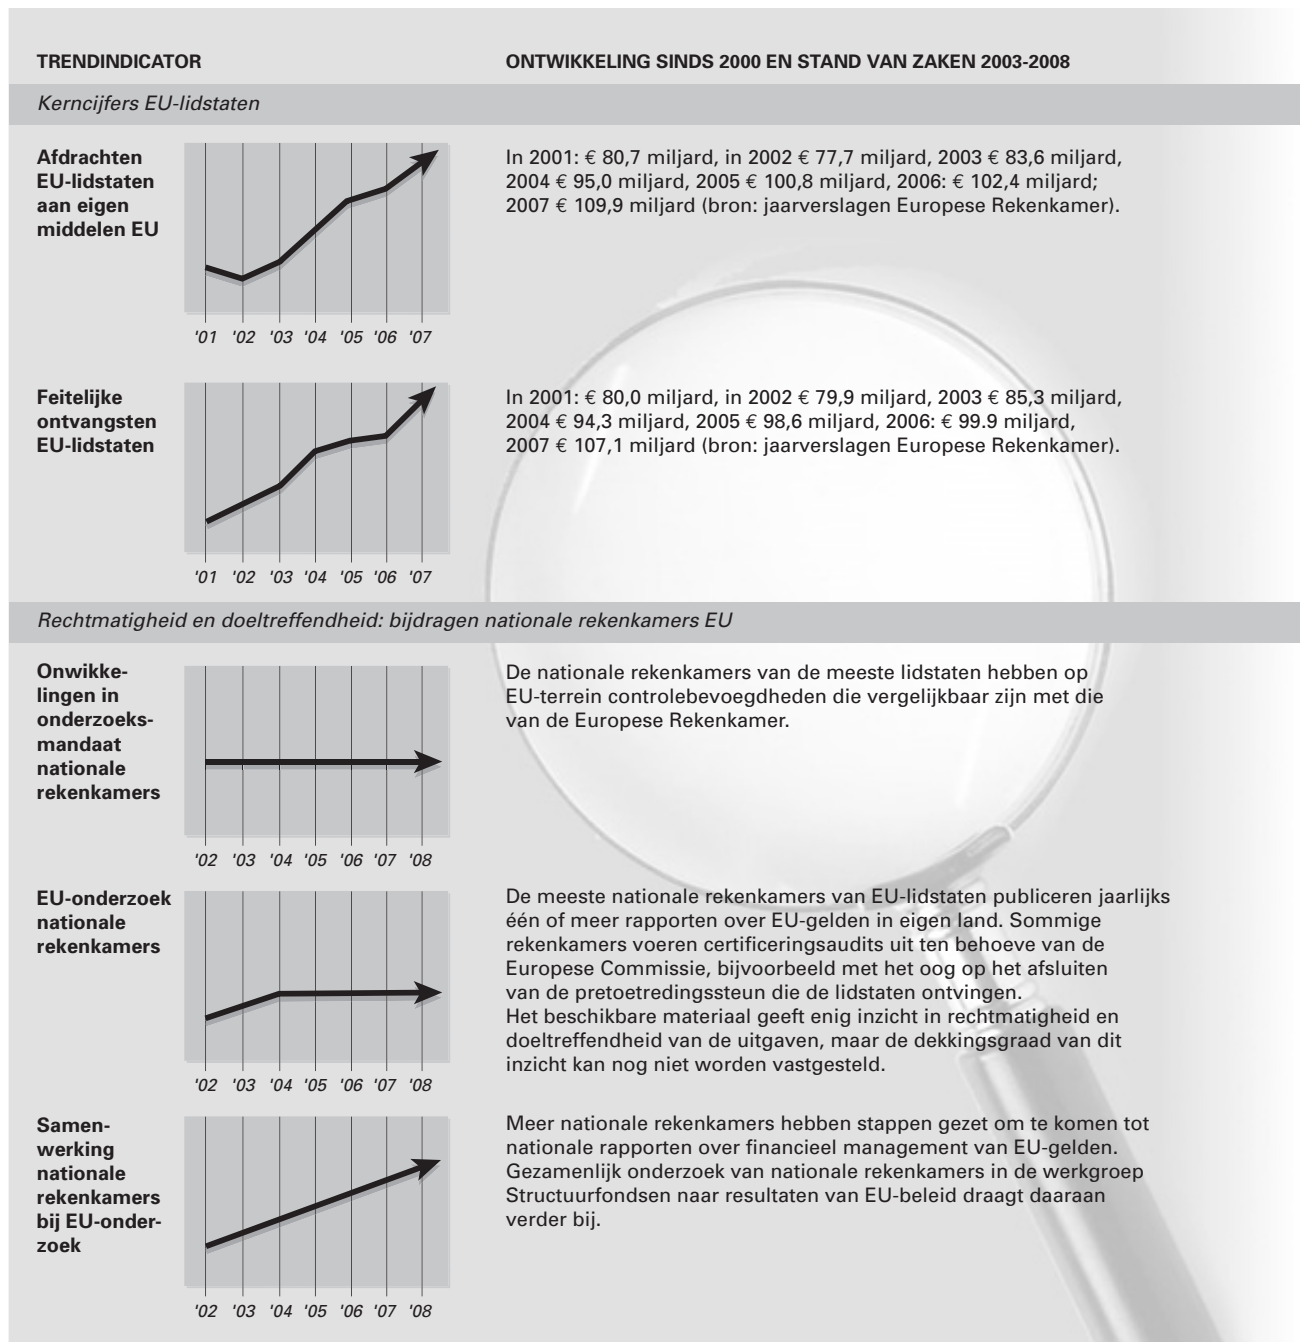 TRENDINDICATOR
ONTWIKKELING SINDS 2000 EN STAND VAN ZAKEN 2003-2008
Kerncijfers EU-lidstaten
Afdrachten
EU-lidstaten
aan eigen
middelen EU
'01 '02 '03 '04 '05 '06 '07
In 2001: € 80,7 miljard, in 2002 € 77,7 miljard, 2003 € 83,6 miljard,
2004 € 95,0 miljard, 2005 € 100,8 miljard, 2006: € 102,4 miljard;
2007 € 109,9 miljard (bron: jaarverslagen Europese Rekenkamer).
Feitelijke
ontvangsten
EU-lidstaten
'01 '02 '03 '04 '05 '06 '07
In 2001: € 80,0 miljard, in 2002 € 79,9 miljard, 2003 € 85,3 miljard,
2004 € 94,3 miljard, 2005 € 98,6 miljard, 2006: € 99.9 miljard,
2007 € 107,1 miljard (bron: jaarverslagen Europese Rekenkamer).
Rechtmatigheid en doeltreffendheid: bijdragen nationale rekenkamers EU
Onwikke-
lingen in
onderzoeks-
mandaat
nationale
rekenkamers
'02 '03 '04 '05 '06 '07 '08
De nationale rekenkamers van de meeste lidstaten hebben op
EU-terrein controlebevoegdheden die vergelijkbaar zijn met die
van de Europese Rekenkamer.
EU-onderzoek
nationale
rekenkamers
'02 '03 '04 '05 '06 '07 '08
De meeste nationale rekenkamers van EU-lidstaten publiceren jaarlijks
één of meer rapporten over EU-gelden in eigen land. Sommige
rekenkamers voeren certificeringsaudits uit ten behoeve van de
Europese Commissie, bijvoorbeeld met het oog op het afsluiten
van de pretoetredingssteun die de lidstaten ontvingen.
Het beschikbare materiaal geeft enig inzicht in rechtmatigheid en
doeltreffendheid van de uitgaven, maar de dekkingsgraad van dit
inzicht kan nog niet worden vastgesteld.
Samen-
werking
nationale
rekenkamers
bij EU-onder-
zoek
'02 '03 '04 '05 '06 '07 '08
Meer nationale rekenkamers hebben stappen gezet om te komen tot
nationale rapporten over financieel management van EU-gelden.
Gezamenlijk onderzoek van nationale rekenkamers in de werkgroep
Structuurfondsen naar resultaten van EU-beleid draagt daaraan
verder bij.